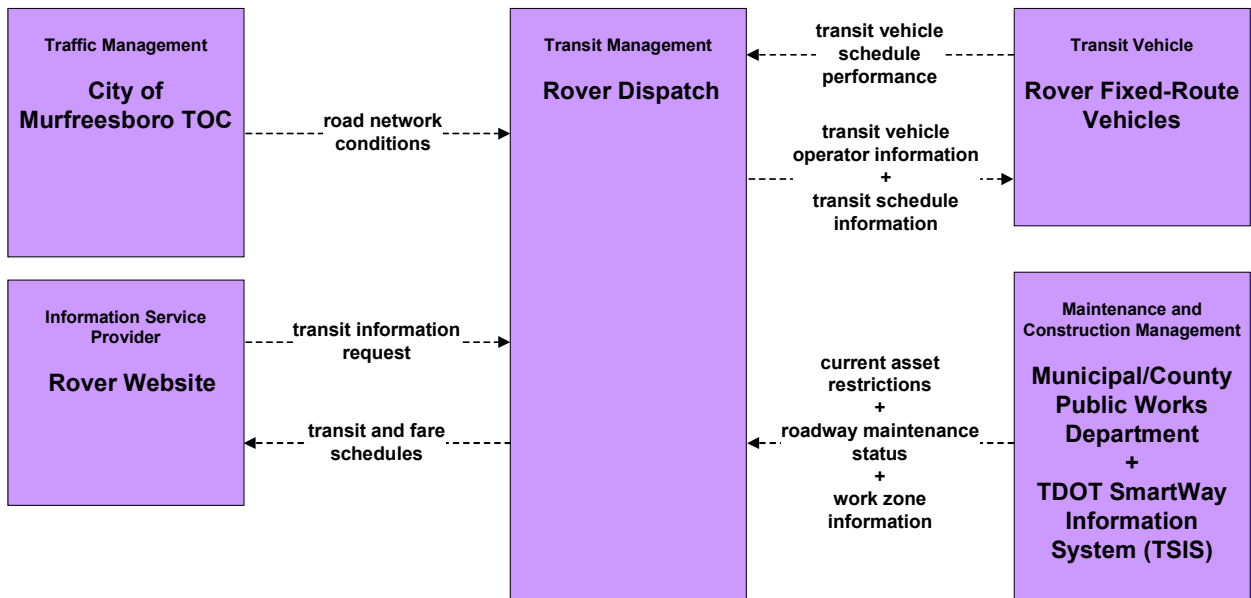 Traffic Management
City of
Murfreesboro TOC
road network
conditions
Information Service
Provider
Rover Website
transit information
request
transit and fare
schedules
Transit Management
Rover Dispatch
transit vehicle
schedule
performance
transit vehicle
operator information
+
transit schedule
information
current asset
restrictions
+
roadway maintenance
status
+
work zone
information
Transit Vehicle
Rover Fixed-Route
Vehicles
Maintenance and
Construction Management
Municipal/County
Public Works
Department
+
TDOT SmartWay
Information
System (TSIS)